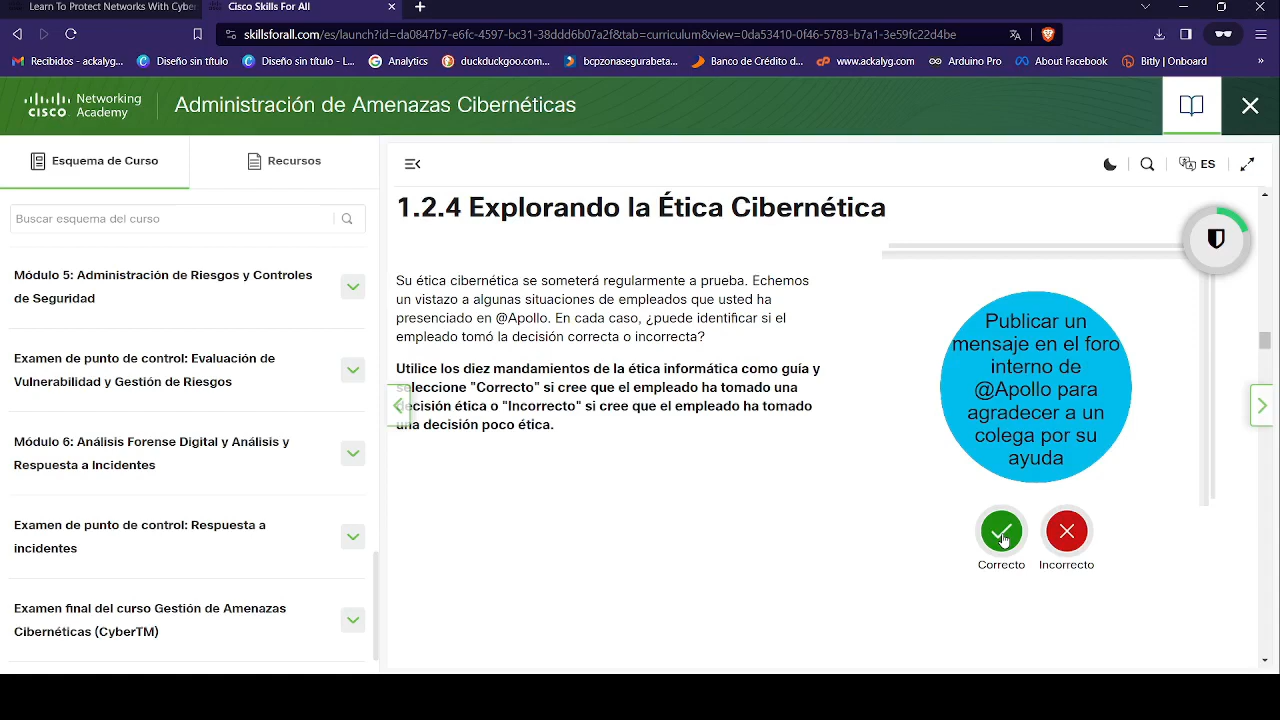 Learn To Protect Networks With Cyber
Cisco Skills For All
skillsforall.com/es/launch?id=da0847b7-e6fc-4597-bc31-38ddd6b07a2f&tab=curriculum&view=0da53410-0f46-5783-b7a1-3e59fc22d4be
Recibidos - ackalyg...
Diseño sin título
Diseño sin título - L...
Analytics
duckduckgoo.com...
bcpzonasegurabeta...
Banco de Crédito d...
www.ackalyg.com
Arduino Pro
About Facebook
Bitly | Onboard
»
CISCO Networking Academy
Administración de Amenazas Cibernéticas
Esquema de Curso
Recursos
ES
Buscar esquema del curso
Módulo 5: Administración de Riesgos y Controles
de Seguridad
Examen de punto de control: Evaluación de
Vulnerabilidad y Gestión de Riesgos
Módulo 6: Análisis Forense Digital y Análisis y
Respuesta a Incidentes
Examen de punto de control: Respuesta a
incidentes
Examen final del curso Gestión de Amenazas
Cibernéticas (CyberTM)
1.2.4 Explorando la Ética Cibernética
Su ética cibernética se someterá regularmente a prueba. Echemos
un vistazo a algunas situaciones de empleados que usted ha
presenciado en @Apollo. En cada caso, ¿puede identificar si el
empleado tomó la decisión correcta o incorrecta?
Utilice los diez mandamientos de la ética informática como guía y
seleccione "Correcto" si cree que el empleado ha tomado una
decisión ética o "Incorrecto" si cree que el empleado ha tomado
una decisión poco ética.
Publicar un
mensaje en el foro
interno de
@Apollo para
agradecer a un
colega por su
ayuda
Correcto
Incorrecto